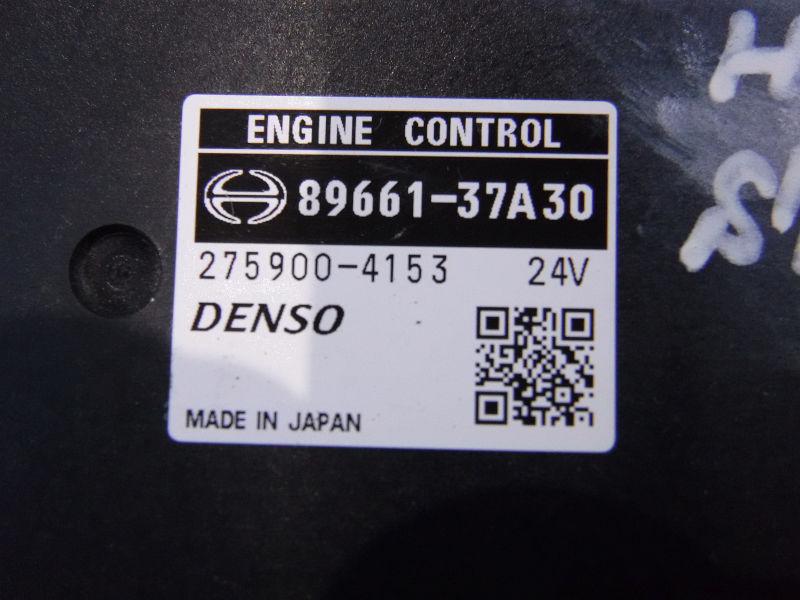 ENGINE CONTROL
89661-37A30
275900-4153 24V
DENSO
MADE IN JAPAN